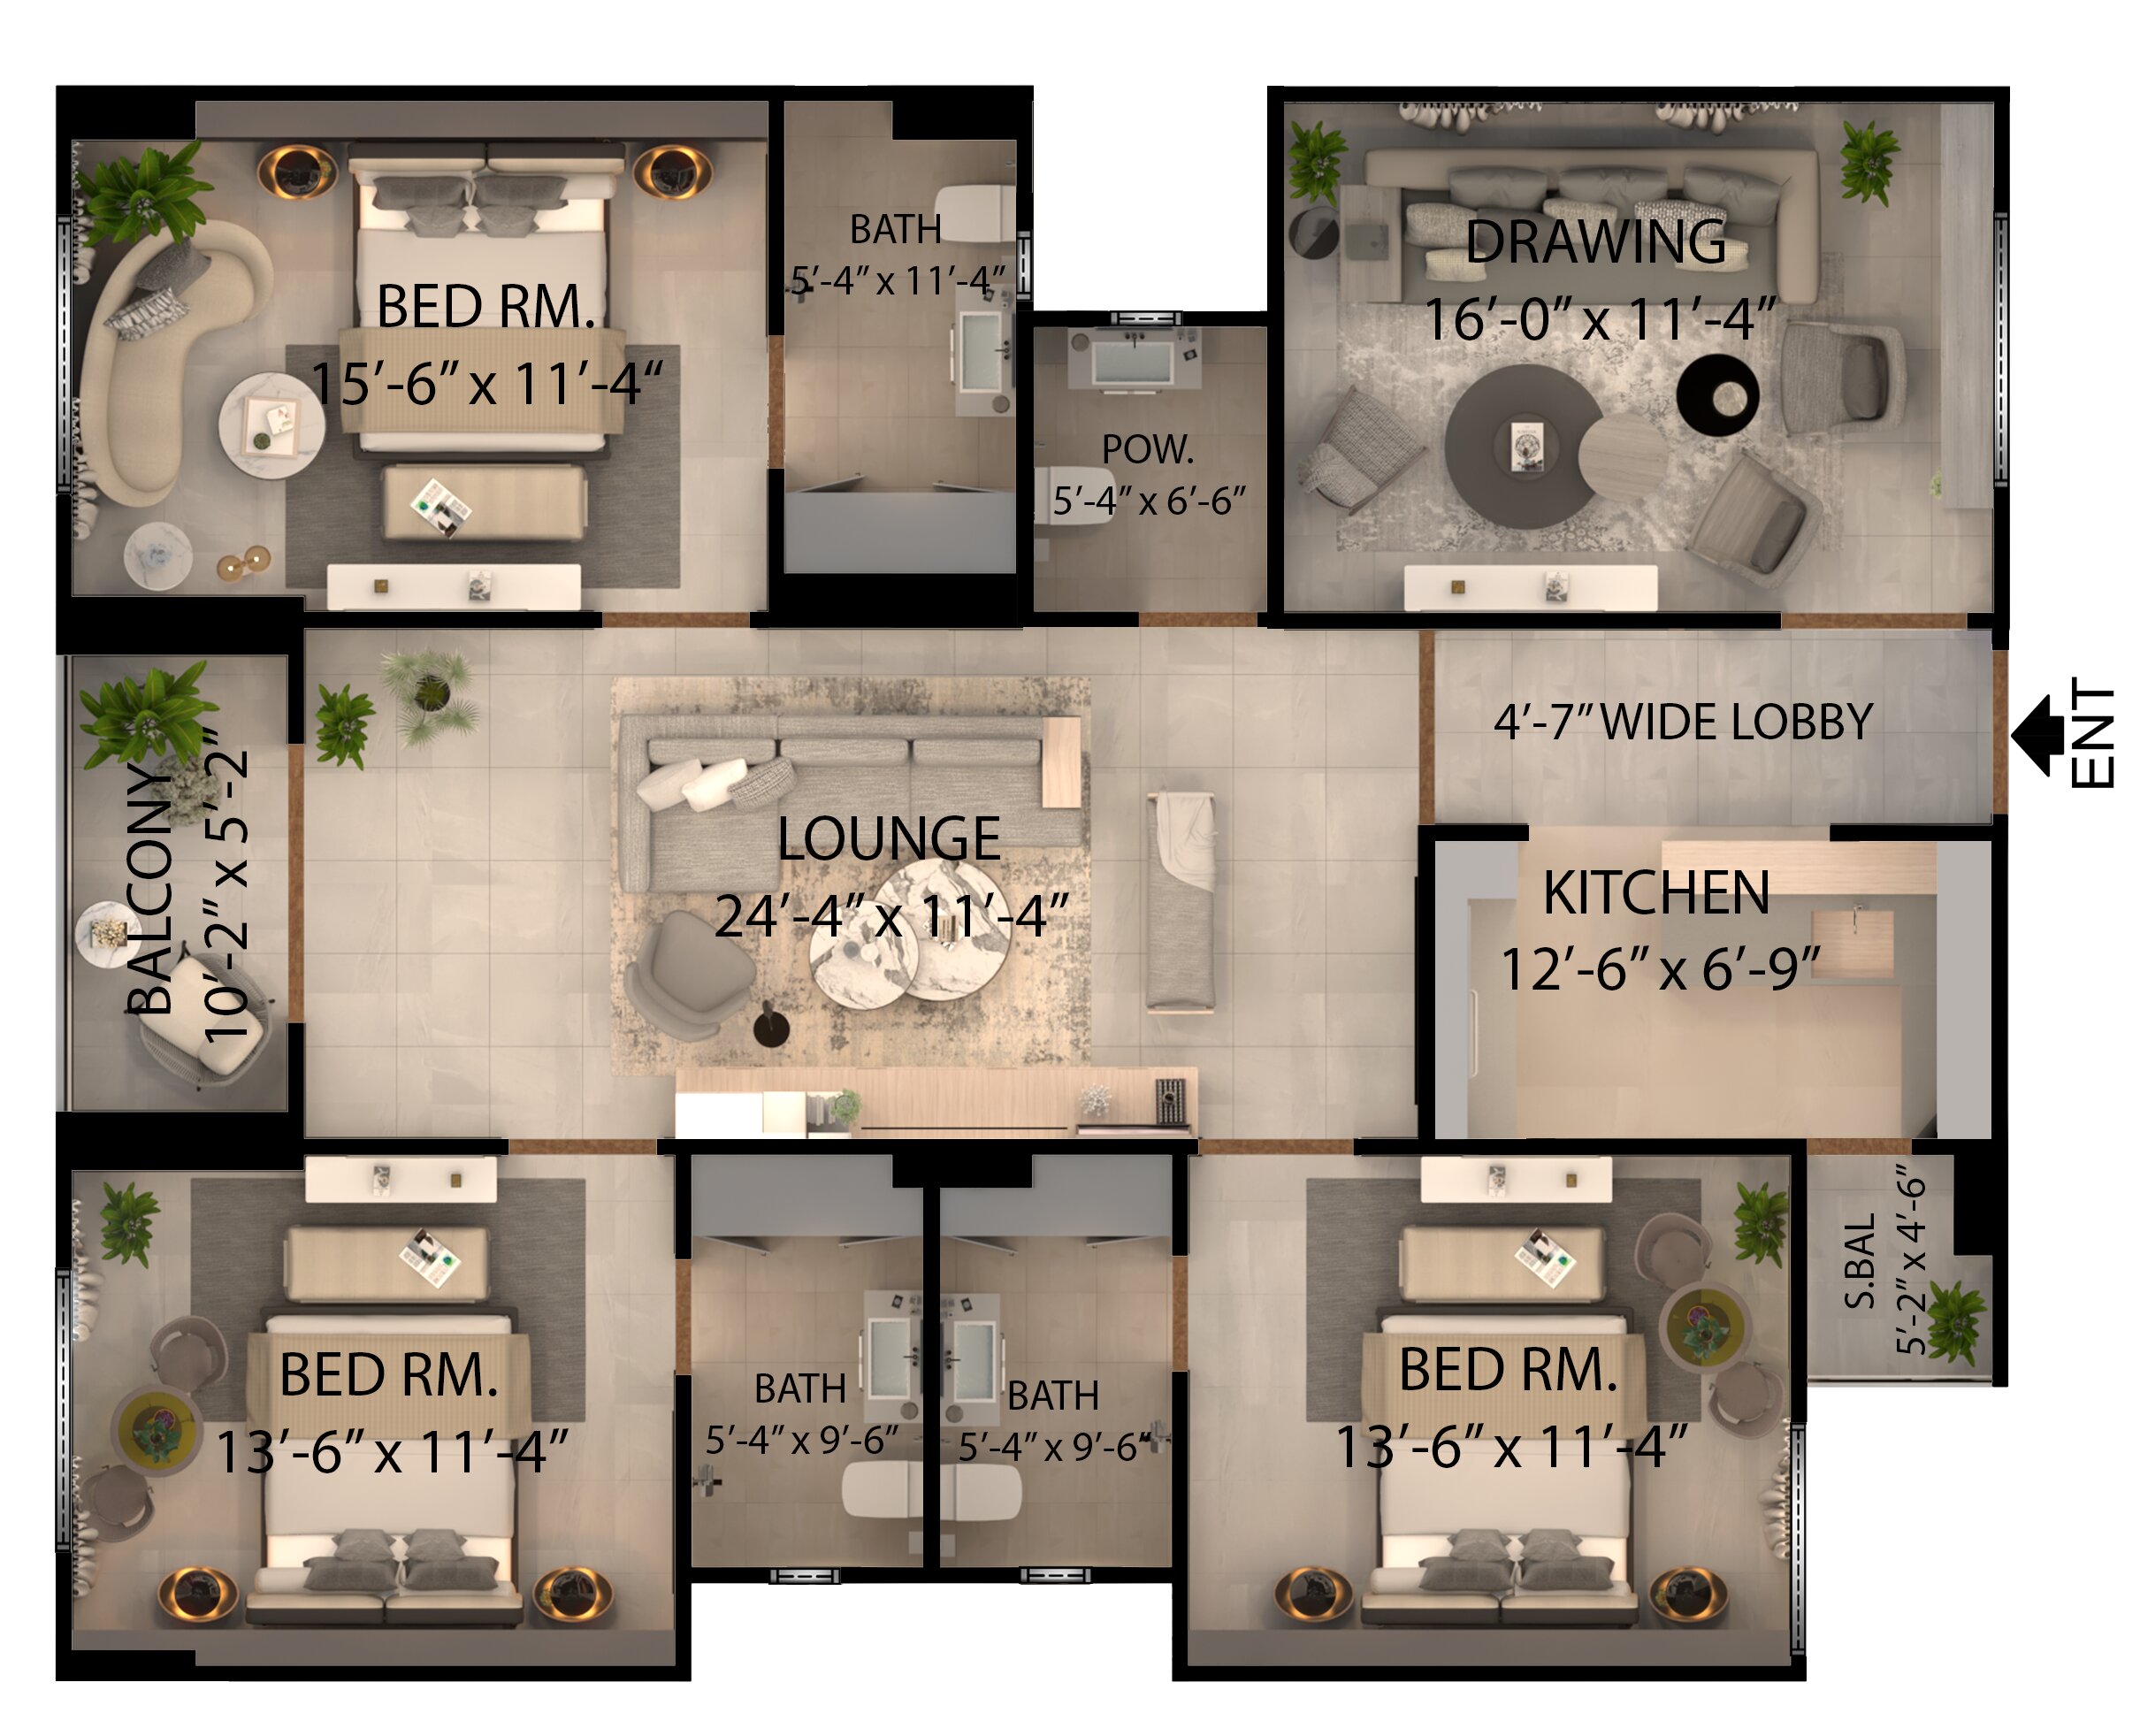 BED RM.
15’-6” x 11’-4“
BATH
5’-4” x 11’-4”
POW.
5’-4” x 6’-6”
DRAWING
16’-0” x 11’-4”
BALCONY
10’-2” x 5’-2”
LOUNGE
24’-4” x 11’-4”
4’-7” WIDE LOBBY
ENT
KITCHEN
12’-6” x 6’-9”
BED RM.
13’-6” x 11’-4”
BATH
5’-4” x 9’-6”
BATH
5’-4” x 9’-6”
BED RM.
13’-6” x 11’-4”
S.BAL
5’-2” x 4’-6”